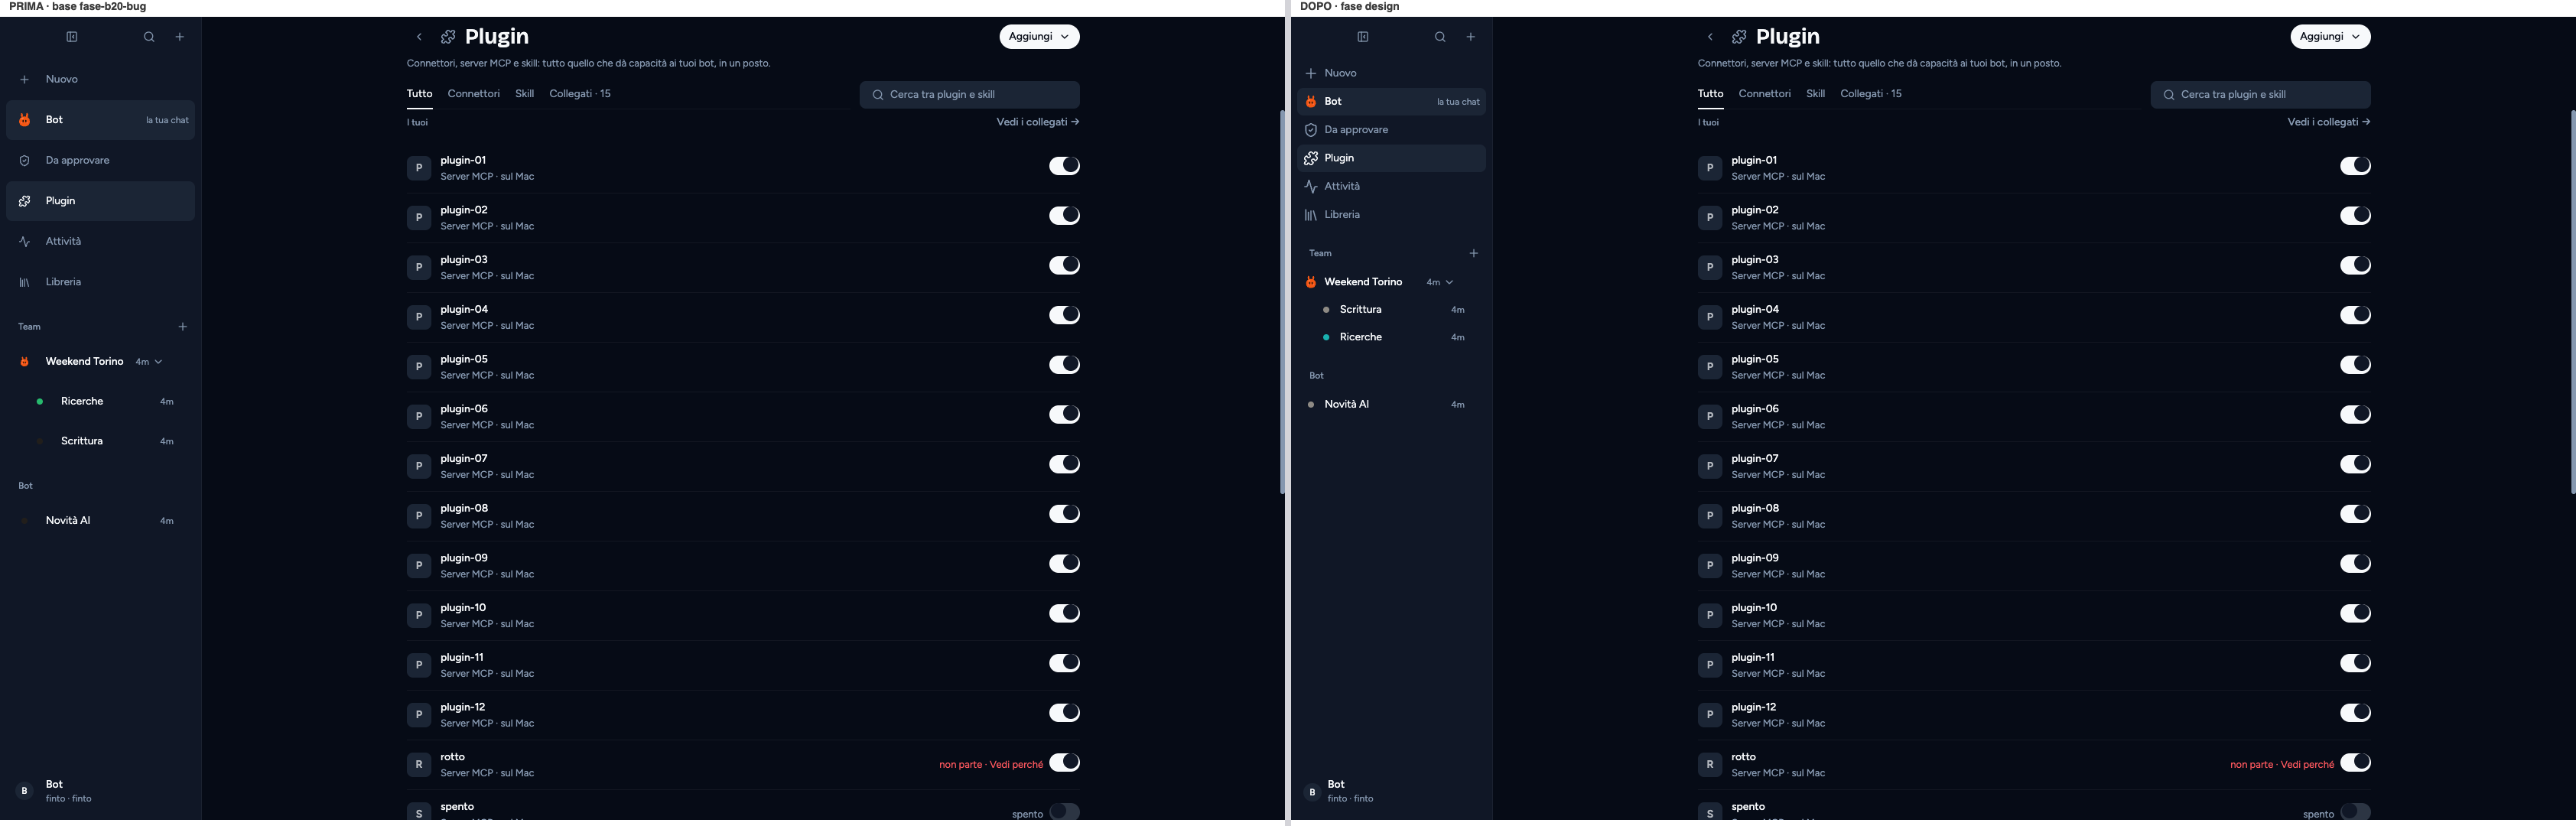 PRIMA · base fase-b20-bug
Nuovo
Bot la tua chat
Da approvare
Plugin
Attività
Libreria
Team
Weekend Torino 4m
Ricerche 4m
Scrittura 4m
Bot
Novità AI 4m
B Bot
finto · finto
Plugin
Aggiungi
Connettori, server MCP e skill: tutto quello che dà capacità ai tuoi bot, in un posto.
Tutto Connettori Skill Collegati · 15
Cerca tra plugin e skill
I tuoi Vedi i collegati →
P plugin-01
Server MCP · sul Mac
P plugin-02
Server MCP · sul Mac
P plugin-03
Server MCP · sul Mac
P plugin-04
Server MCP · sul Mac
P plugin-05
Server MCP · sul Mac
P plugin-06
Server MCP · sul Mac
P plugin-07
Server MCP · sul Mac
P plugin-08
Server MCP · sul Mac
P plugin-09
Server MCP · sul Mac
P plugin-10
Server MCP · sul Mac
P plugin-11
Server MCP · sul Mac
P plugin-12
Server MCP · sul Mac
R rotto
Server MCP · sul Mac
non parte · Vedi perché
S spento
spento
DOPO · fase design
Nuovo
Bot la tua chat
Da approvare
Plugin
Attività
Libreria
Team
Weekend Torino 4m
Scrittura 4m
Ricerche 4m
Bot
Novità AI 4m
B Bot
finto · finto
Plugin
Aggiungi
Connettori, server MCP e skill: tutto quello che dà capacità ai tuoi bot, in un posto.
Tutto Connettori Skill Collegati · 15
Cerca tra plugin e skill
I tuoi Vedi i collegati →
P plugin-01
Server MCP · sul Mac
P plugin-02
Server MCP · sul Mac
P plugin-03
Server MCP · sul Mac
P plugin-04
Server MCP · sul Mac
P plugin-05
Server MCP · sul Mac
P plugin-06
Server MCP · sul Mac
P plugin-07
Server MCP · sul Mac
P plugin-08
Server MCP · sul Mac
P plugin-09
Server MCP · sul Mac
P plugin-10
Server MCP · sul Mac
P plugin-11
Server MCP · sul Mac
P plugin-12
Server MCP · sul Mac
R rotto
Server MCP · sul Mac
non parte · Vedi perché
S spento
spento